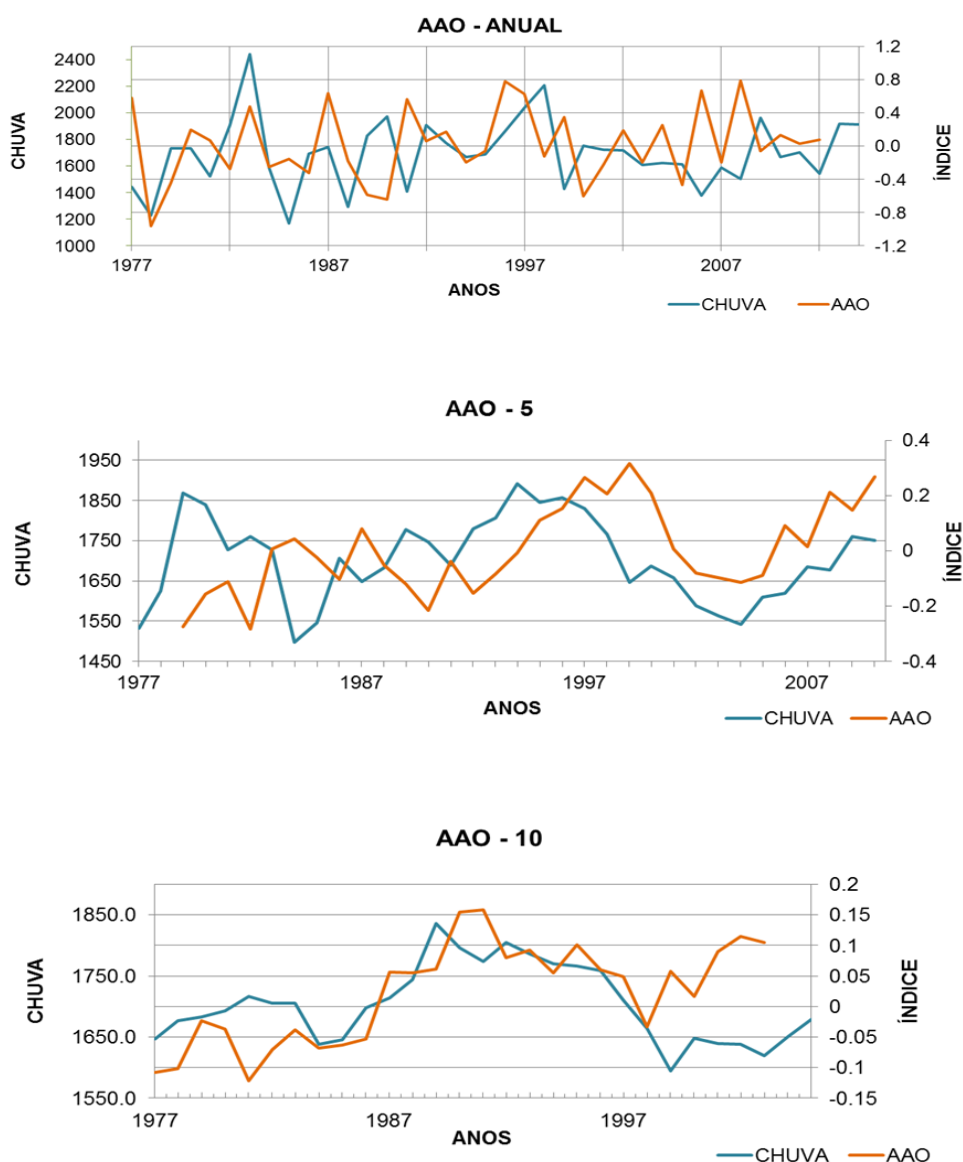 AAO - ANUAL
2400
2200
2000
1800
1600
1400
1200
1000
CHUVA
1.2
0.8
0.4
0.0
-0.4
-0.8
-1.2
ÍNDICE
1977 1987 1997 2007
ANOS
CHUVA AAO
AAO - 5
1950
1850
1750
1650
1550
1450
CHUVA
0.4
0.2
0
-0.2
-0.4
ÍNDICE
1977 1987 1997 2007
ANOS
CHUVA AAO
AAO - 10
1850.0
1750.0
1650.0
1550.0
CHUVA
0.2
0.15
0.1
0.05
0
-0.05
-0.1
-0.15
ÍNDICE
1977 1987 1997
ANOS
CHUVA AAO